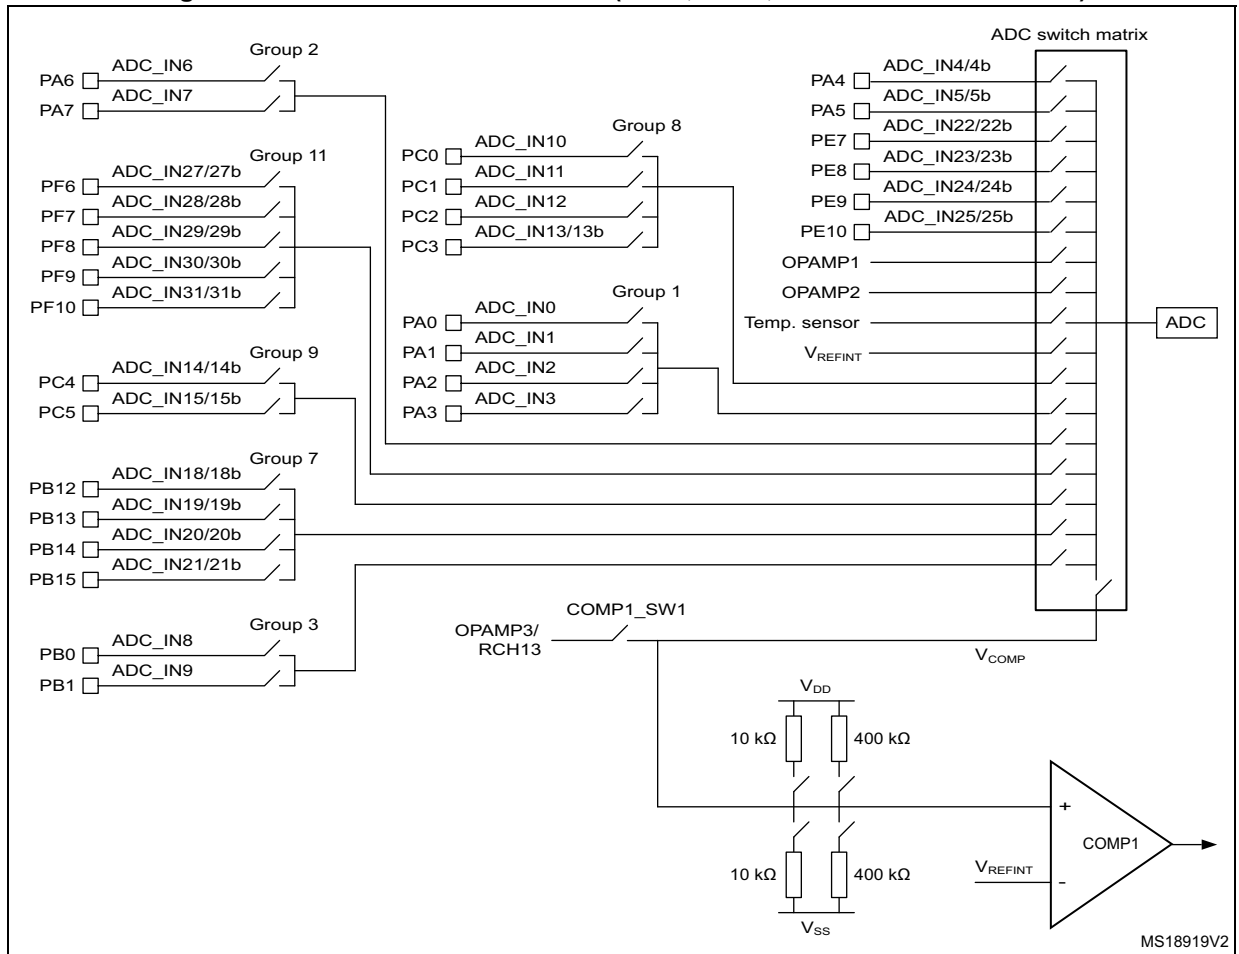 ADC switch matrix
Group 2
PA6 ADC_IN6
PA7 ADC_IN7
Group 11
PF6 ADC_IN27/27b
PF7 ADC_IN28/28b
PF8 ADC_IN29/29b
PF9 ADC_IN30/30b
PF10 ADC_IN31/31b
Group 9
PC4 ADC_IN14/14b
PC5 ADC_IN15/15b
Group 7
PB12 ADC_IN18/18b
PB13 ADC_IN19/19b
PB14 ADC_IN20/20b
PB15 ADC_IN21/21b
Group 3
PB0 ADC_IN8
PB1 ADC_IN9
Group 8
PC0 ADC_IN10
PC1 ADC_IN11
PC2 ADC_IN12
PC3 ADC_IN13/13b
Group 1
PA0 ADC_IN0
PA1 ADC_IN1
PA2 ADC_IN2
PA3 ADC_IN3
PA4 ADC_IN4/4b
PA5 ADC_IN5/5b
PE7 ADC_IN22/22b
PE8 ADC_IN23/23b
PE9 ADC_IN24/24b
PE10 ADC_IN25/25b
OPAMP1
OPAMP2
Temp. sensor
VREFINT
ADC
COMP1_SW1
OPAMP3/
RCH13
VCOMP
VDD
10 kΩ 400 kΩ
10 kΩ 400 kΩ
VSS
+
COMP1
VREFINT
-
MS18919V2